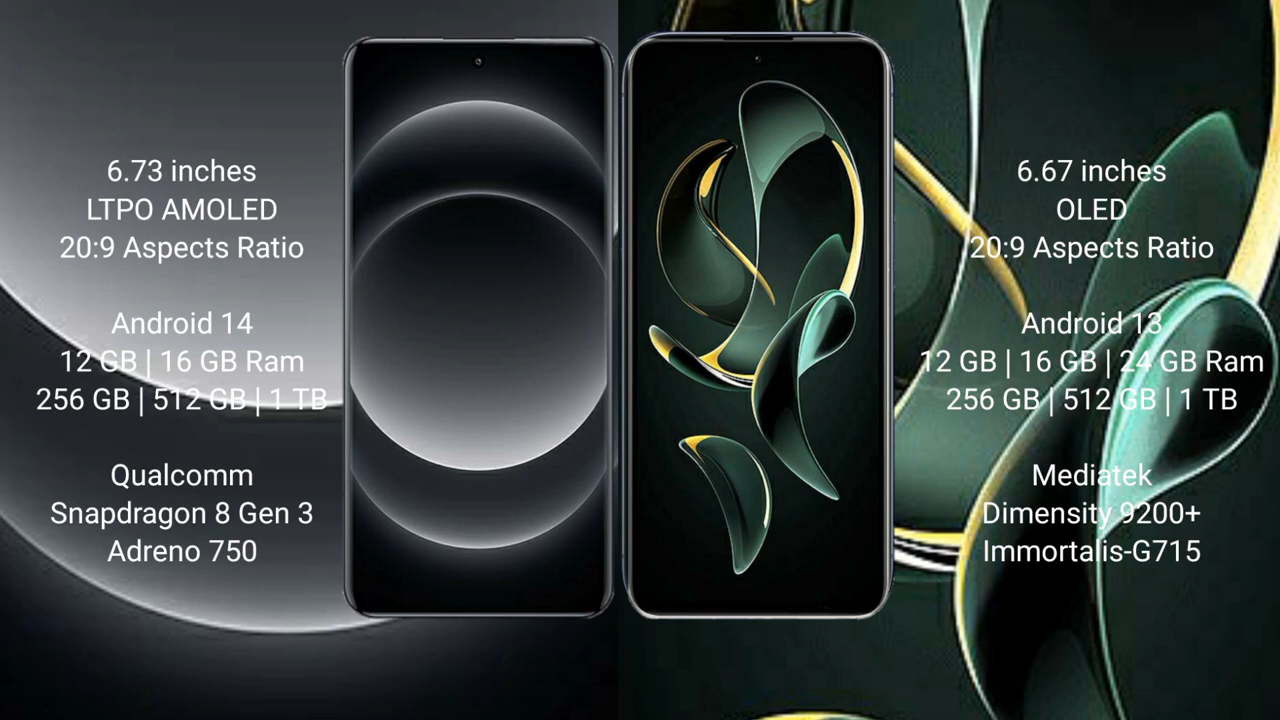 6.73 inches
LTPO AMOLED
20:9 Aspects Ratio
Android 14
12 GB | 16 GB Ram
256 GB | 512 GB | 1 TB
Qualcomm
Snapdragon 8 Gen 3
Adreno 750
6.67 inches
OLED
20:9 Aspects Ratio
Android 13
12 GB | 16 GB | 24 GB Ram
256 GB | 512 GB | 1 TB
Mediatek
Dimensity 9200+
Immortalis-G715